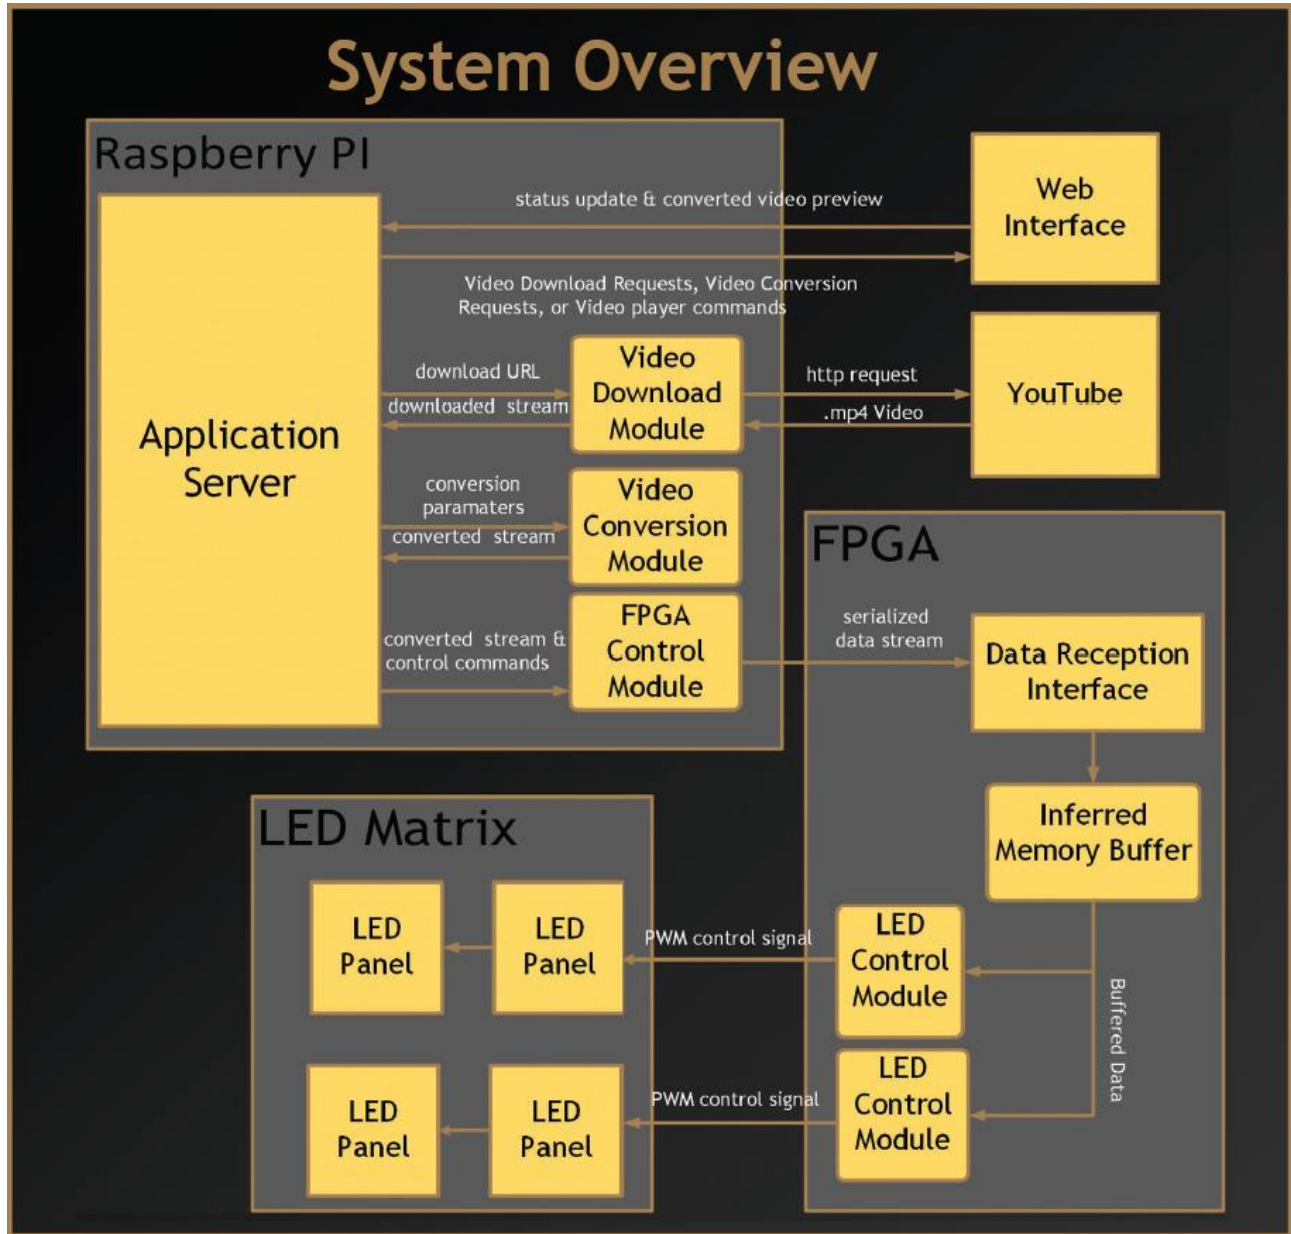 System Overview
Raspberry PI
status update & converted video preview
Web
Interface
Video Download Requests, Video Conversion
Requests, or Video player commands
Application
Server
download URL
downloaded stream
Video
Download
Module
http request
.mp4 Video
YouTube
conversion
paramaters
converted stream
Video
Conversion
Module
converted stream &
control commands
FPGA
Control
Module
FPGA
serialized
data stream
Data Reception
Interface
Inferred
Memory Buffer
LED Matrix
LED
Panel
LED
Panel
PWM control signal
LED
Control
Module
Buffered Data
LED
Panel
LED
Panel
PWM control signal
LED
Control
Module